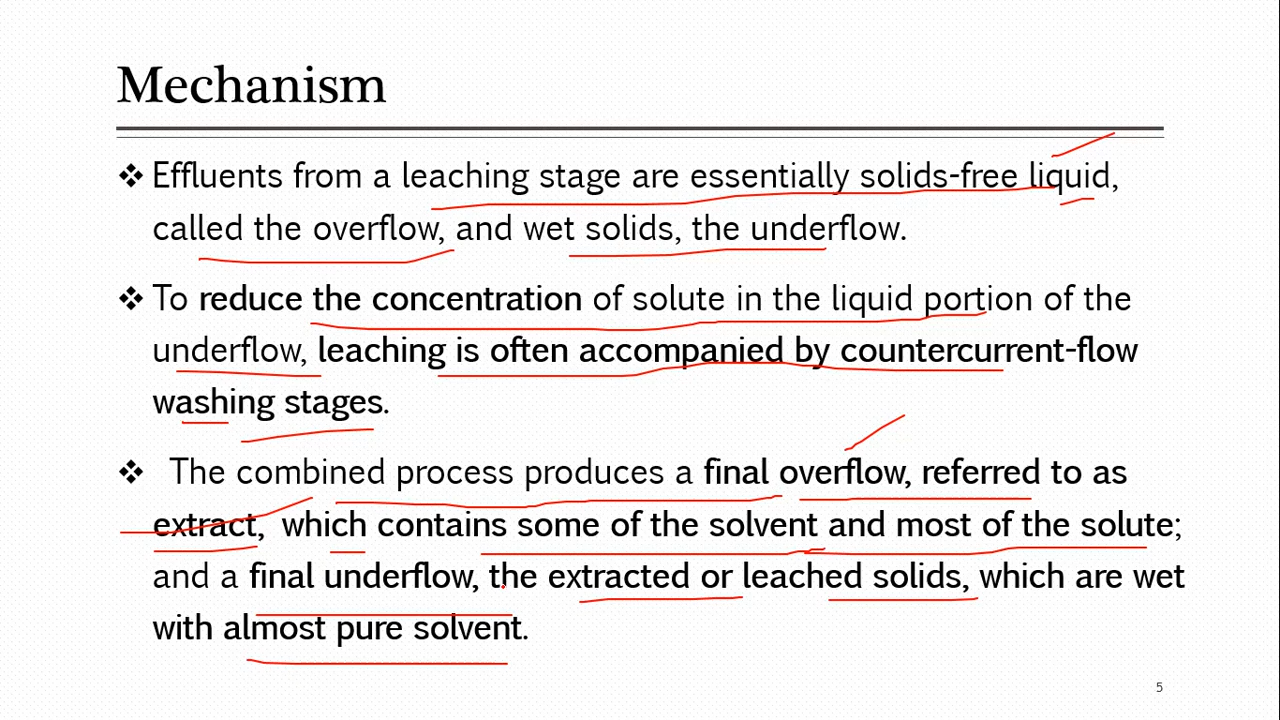 Mechanism
❖ Effluents from a leaching stage are essentially solids-free liquid,
called the overflow, and wet solids, the underflow.
❖ To reduce the concentration of solute in the liquid portion of the
underflow, leaching is often accompanied by countercurrent-flow
washing stages.
❖ The combined process produces a final overflow, referred to as
extract, which contains some of the solvent and most of the solute;
and a final underflow, the extracted or leached solids, which are wet
with almost pure solvent.
5